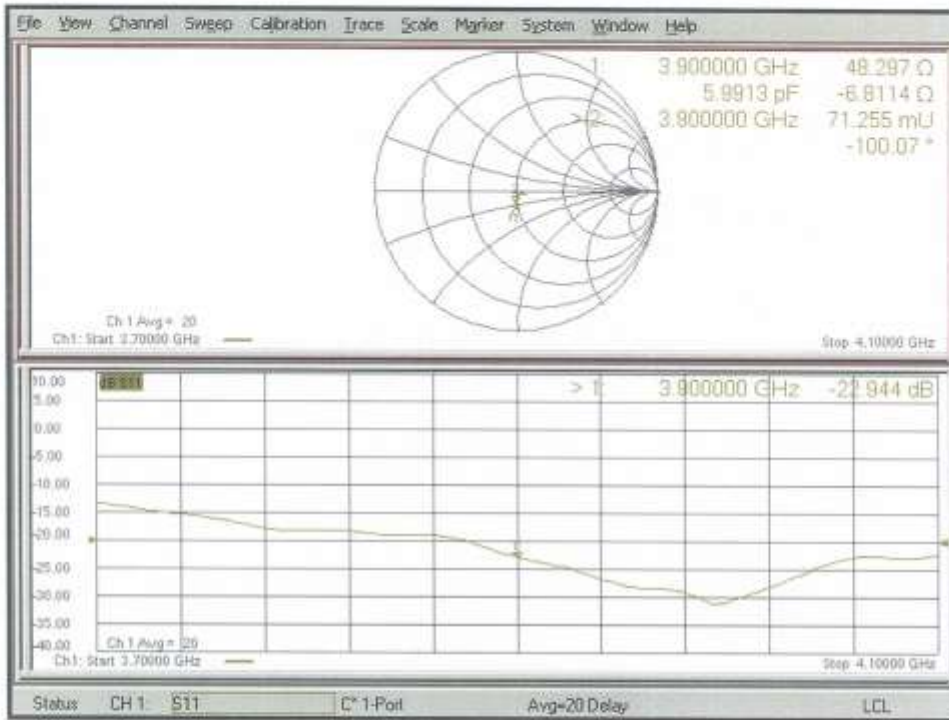 File View Channel Sweep Calibration Trace Scale Marker System Window Help
1: 3.900000 GHz 48.297 Ω
5.9913 pF -6.8114 Ω
> 2: 3.900000 GHz 71.255 mU
-100.07 °
Ch 1 Avg = 20
Ch1: Start 3.70000 GHz
Stop 4.10000 GHz
10.00
dB S11
> 1: 3.900000 GHz -22.944 dB
5.00
0.00
-5.00
-10.00
-15.00
-20.00
-25.00
-30.00
-35.00
-40.00
Ch 1 Avg = 20
Ch1: Start 3.70000 GHz
Stop 4.10000 GHz
Status CH 1: S11 C* 1-Port Avg=20 Delay LCL